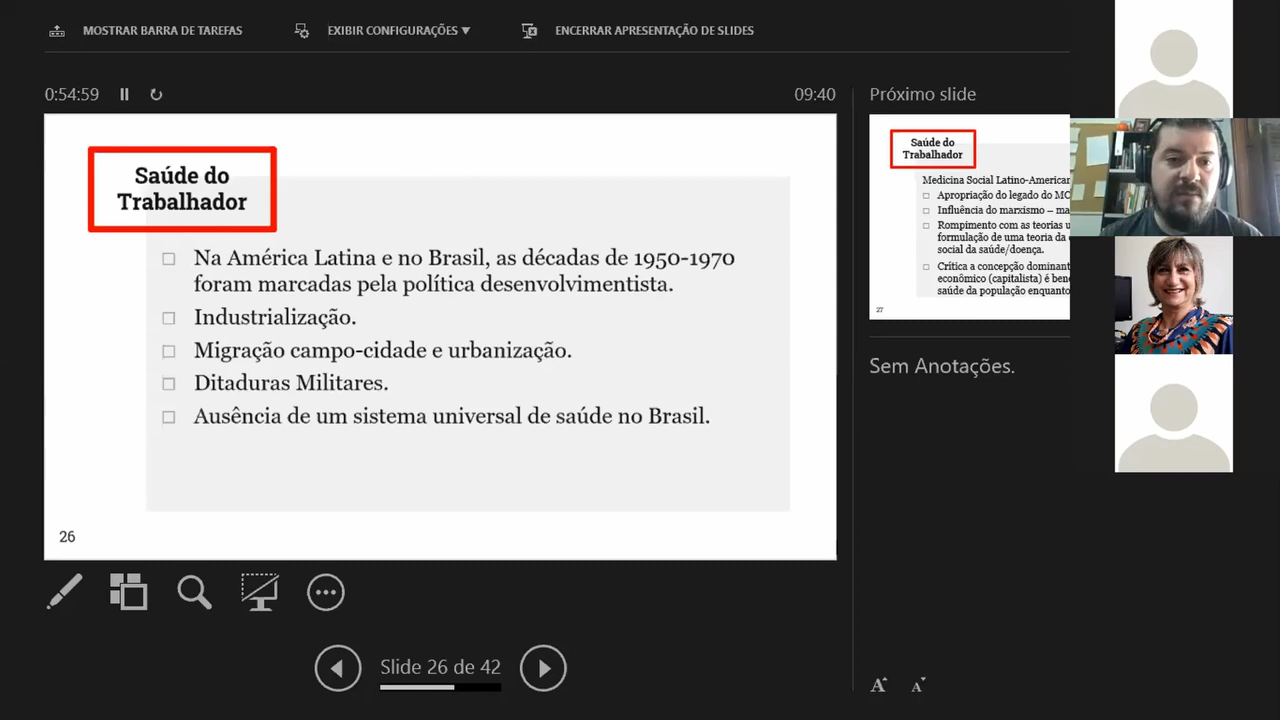 MOSTRAR BARRA DE TAREFAS
EXIBIR CONFIGURAÇÕES
ENCERRAR APRESENTAÇÃO DE SLIDES
0:54:59
09:40
Saúde do
Trabalhador
Na América Latina e no Brasil, as décadas de 1950-1970
foram marcadas pela política desenvolvimentista.
Industrialização.
Migração campo-cidade e urbanização.
Ditaduras Militares.
Ausência de um sistema universal de saúde no Brasil.
26
Slide 26 de 42
Próximo slide
Saúde do
Trabalhador
Medicina Social Latino-American
Apropriação do legado do MO
Influência do marxismo – ma
Rompimento com as teorias u
formulação de uma teoria da
social da saúde/doença.
Crítica a concepção dominant
econômico (capitalista) é bene
saúde da população enquanto
27
Sem Anotações.
A A